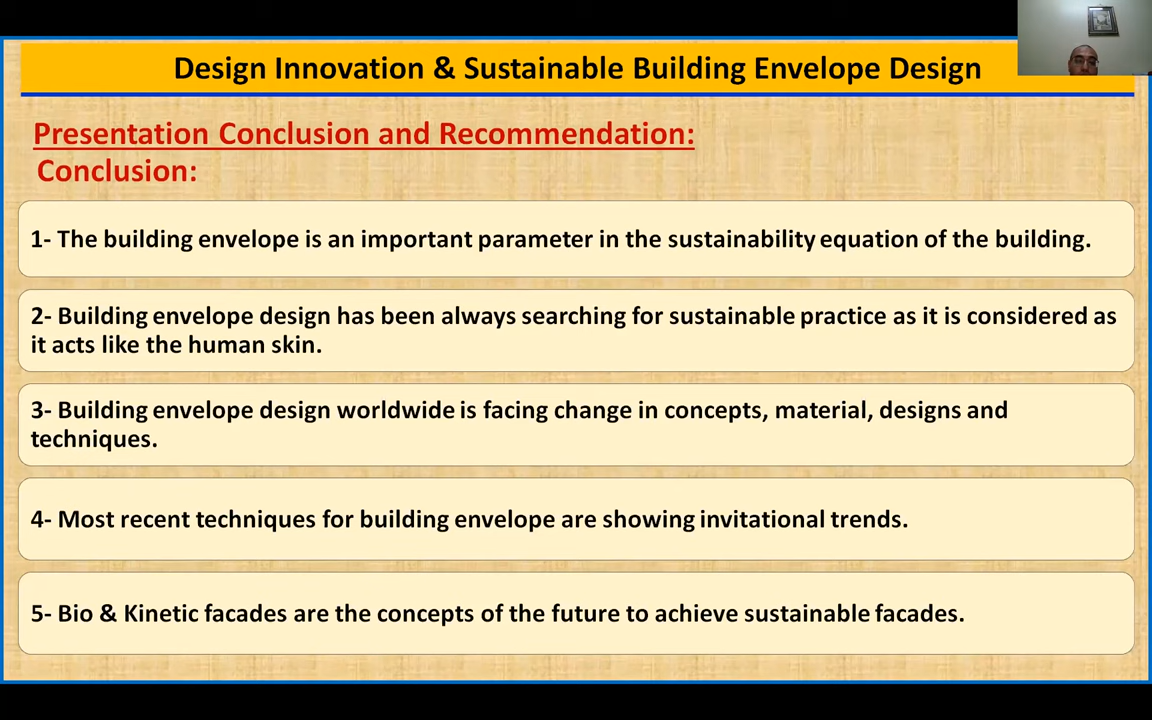 Design Innovation & Sustainable Building Envelope Design
Presentation Conclusion and Recommendation:
Conclusion:
1- The building envelope is an important parameter in the sustainability equation of the building.
2- Building envelope design has been always searching for sustainable practice as it is considered as
it acts like the human skin.
3- Building envelope design worldwide is facing change in concepts, material, designs and
techniques.
4- Most recent techniques for building envelope are showing invitational trends.
5- Bio & Kinetic facades are the concepts of the future to achieve sustainable facades.